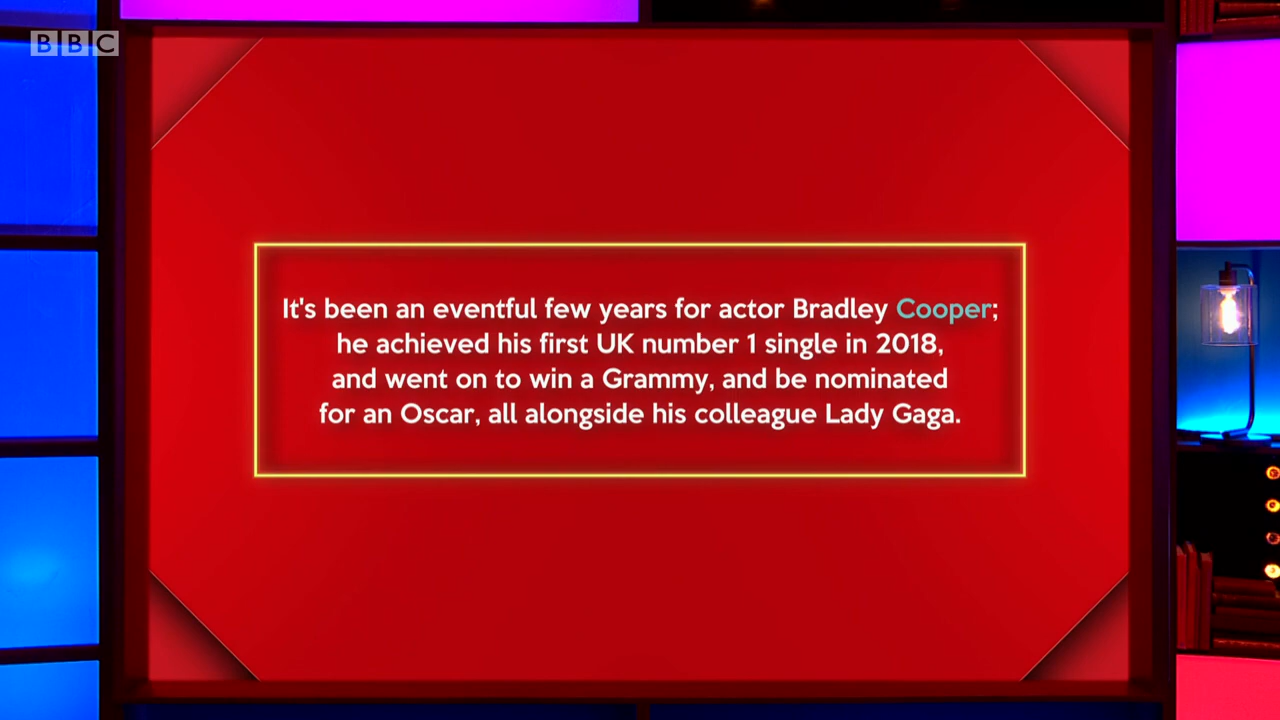 BBC
It's been an eventful few years for actor Bradley Cooper;
he achieved his first UK number 1 single in 2018,
and went on to win a Grammy, and be nominated
for an Oscar, all alongside his colleague Lady Gaga.